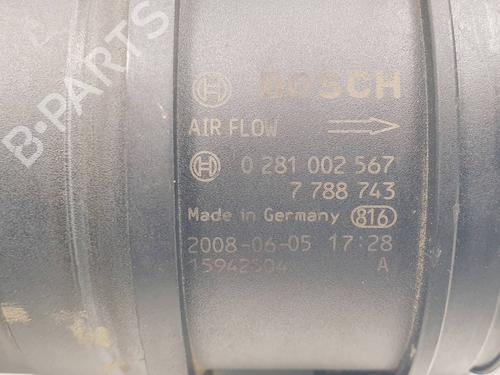 B-PARTS
BOSCH
AIR FLOW
0 281 002 567
7 788 743
Made in Germany 816
2008-06-05 17:28
15942504 A